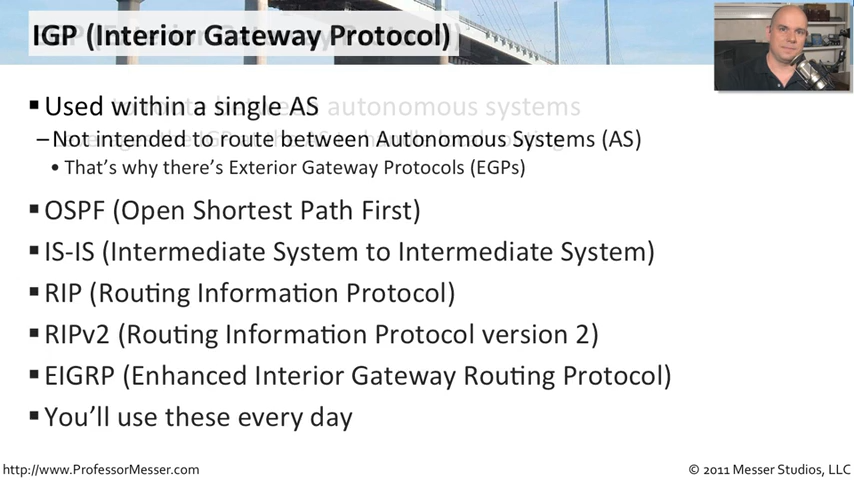 IGP (Interior Gateway Protocol)
▪ Used within a single AS
– Not intended to route between Autonomous Systems (AS)
• That's why there's Exterior Gateway Protocols (EGPs)
▪ OSPF (Open Shortest Path First)
▪ IS-IS (Intermediate System to Intermediate System)
▪ RIP (Routing Information Protocol)
▪ RIPv2 (Routing Information Protocol version 2)
▪ EIGRP (Enhanced Interior Gateway Routing Protocol)
▪ You'll use these every day
http://www.ProfessorMesser.com
© 2011 Messer Studios, LLC